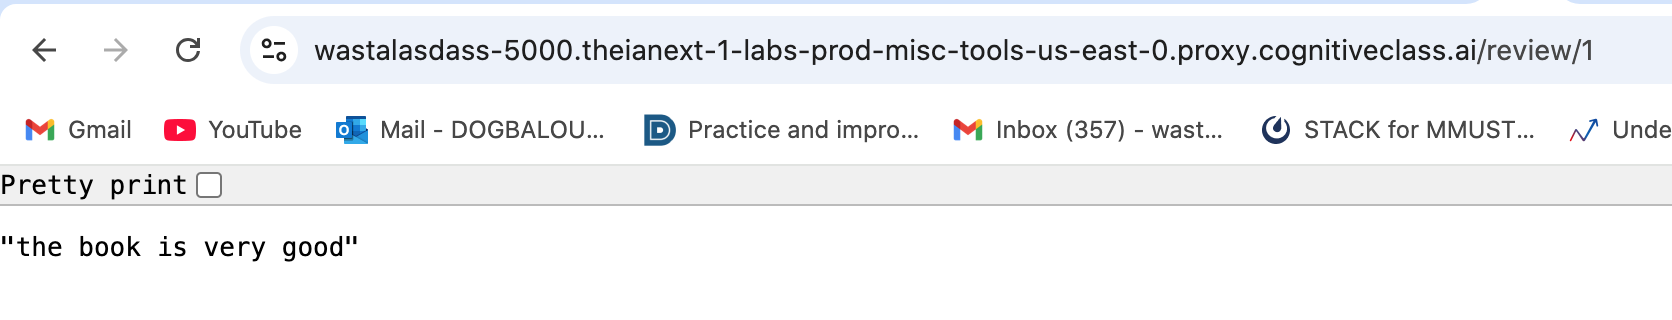 wastalasdass-5000.theianext-1-labs-prod-misc-tools-us-east-0.proxy.cognitiveclass.ai/review/1
Gmail YouTube Mail - DOGBALOU... Practice and impro... Inbox (357) - wast... STACK for MMUST... Unde
Pretty print
"the book is very good"